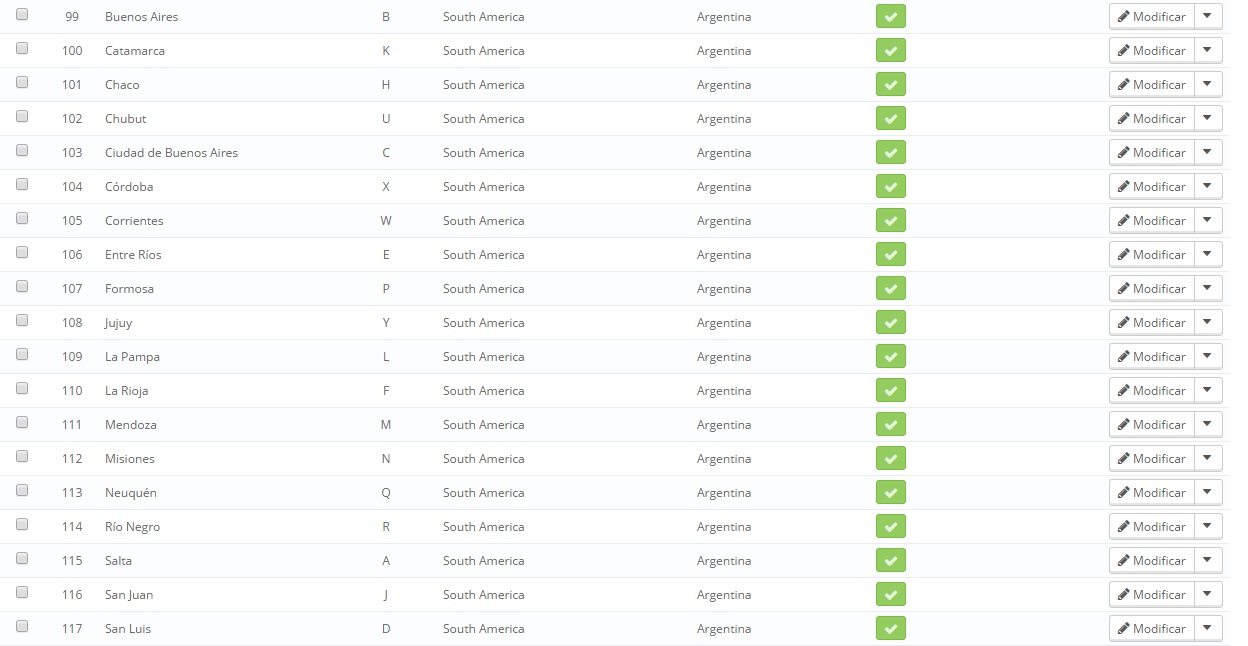 99 Buenos Aires B South America Argentina Modificar
100 Catamarca K South America Argentina Modificar
101 Chaco H South America Argentina Modificar
102 Chubut U South America Argentina Modificar
103 Ciudad de Buenos Aires C South America Argentina Modificar
104 Córdoba X South America Argentina Modificar
105 Corrientes W South America Argentina Modificar
106 Entre Ríos E South America Argentina Modificar
107 Formosa P South America Argentina Modificar
108 Jujuy Y South America Argentina Modificar
109 La Pampa L South America Argentina Modificar
110 La Rioja F South America Argentina Modificar
111 Mendoza M South America Argentina Modificar
112 Misiones N South America Argentina Modificar
113 Neuquén Q South America Argentina Modificar
114 Río Negro R South America Argentina Modificar
115 Salta A South America Argentina Modificar
116 San Juan J South America Argentina Modificar
117 San Luis D South America Argentina Modificar